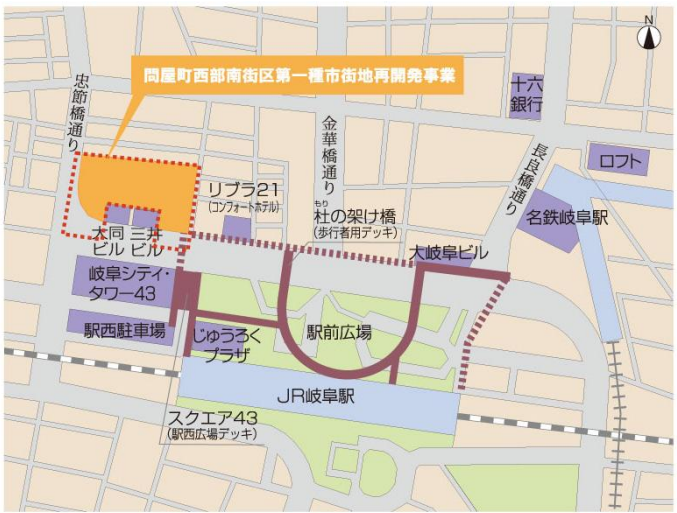 N
問屋町西部南街区第一種市街地再開発事業
忠節橋通り
金華橋通り
十六
銀行
長良橋通り
ロフト
リブラ21
(コンフォートホテル)
もり
杜の架け橋
(歩行者用デッキ)
名鉄岐阜駅
大岐阜ビル
大同 三井
ビル ビル
岐阜シティ・
タワー43
駅西駐車場
じゅうろく
プラザ
駅前広場
JR岐阜駅
スクエア43
(駅西広場デッキ)